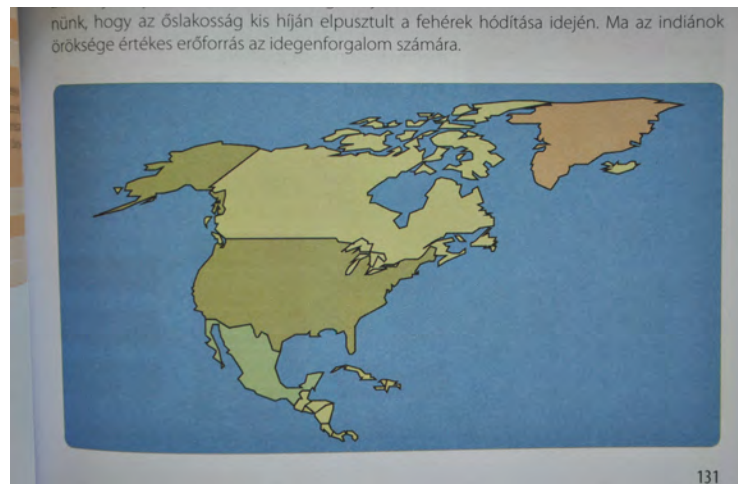 nünk, hogy az őslakosság kis híján elpusztult a fehérek hódítása idején. Ma az indiánok
öröksége értékes erőforrás az idegenforgalom számára.
131